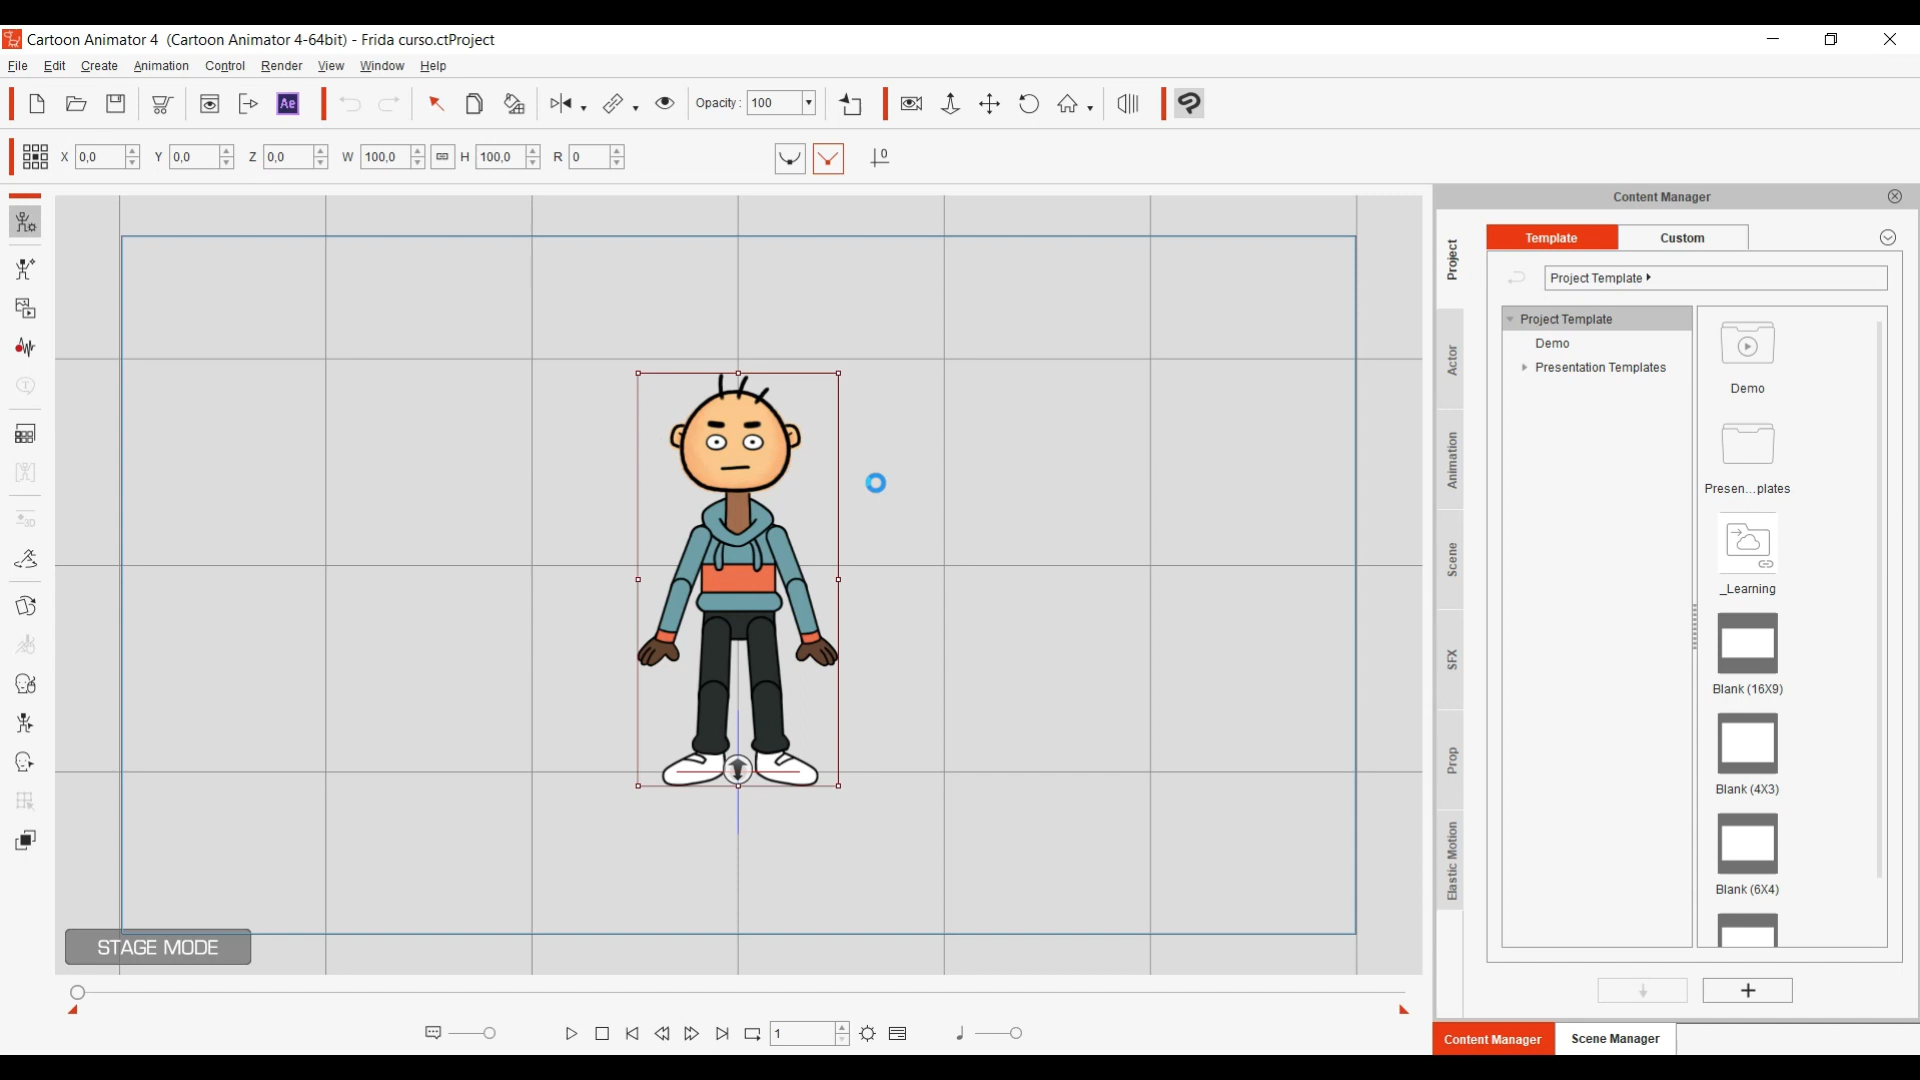 Cartoon Animator 4 (Cartoon Animator 4-64bit) - Frida curso.ctProject
File Edit Create Animation Control Render View Window Help
Ae
Opacity: 100
X 0,0 Y 0,0 Z 0,0 W 100,0 H 100,0 R 0
0
Content Manager
Template Custom
Project Template
Project Template
Demo
Presentation Templates
Demo
Presen...plates
_Learning
Blank (16X9)
Blank (4X3)
Blank (6X4)
Project
Actor
Animation
Scene
SFX
Prop
Elastic Motion
3D
STAGE MODE
1
Content Manager Scene Manager